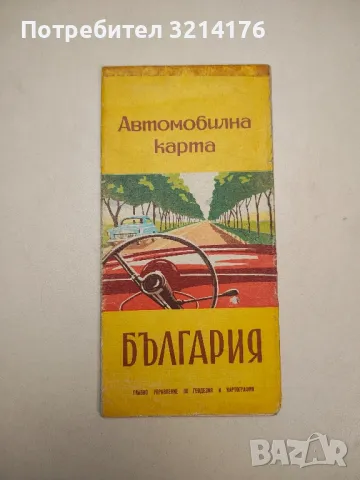 Потребител 3214176
Автомобилна
карта
БЪЛГАРИЯ
ГЛАВНО УПРАВЛЕНИЕ ПО ГЕОДЕЗИЯ И КАРТОГРАФИЯ
BAZAR